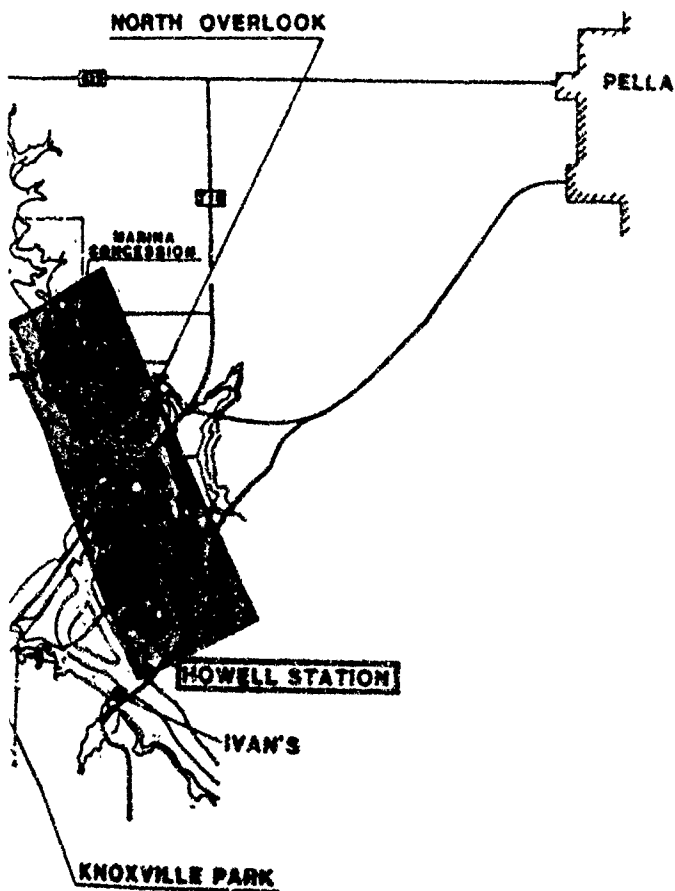 NORTH OVERLOOK
PELLA
MARINA
CONCESSION
HOWELL STATION
IVAN'S
KNOXVILLE PARK